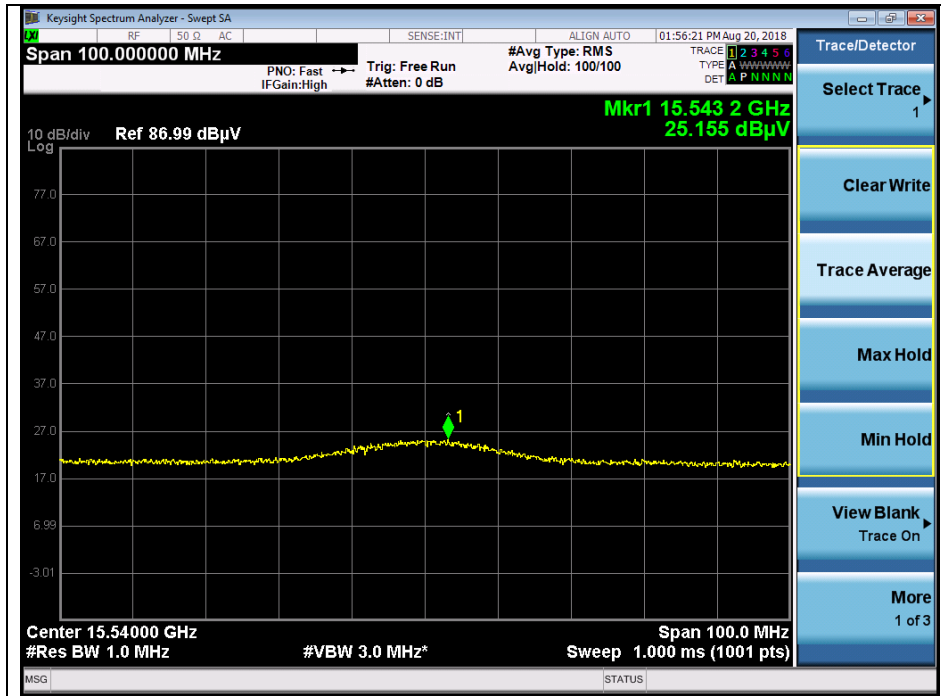 Keysight Spectrum Analyzer - Swept SA
LXI RF 50 Ω AC SENSE:INT ALIGN AUTO 01:56:21 PM Aug 20, 2018
Span 100.000000 MHz
PNO: Fast
IFGain:High
Trig: Free Run
#Atten: 0 dB
#Avg Type: RMS
Avg|Hold: 100/100
TRACE 1 2 3 4 5 6
TYPE A WWWWW
DET A P N N N N
Mkr1 15.543 2 GHz
25.155 dBµV
10 dB/div Ref 86.99 dBµV
Log
77.0
67.0
57.0
47.0
37.0
1
27.0
17.0
6.99
-3.01
Center 15.54000 GHz Span 100.0 MHz
#Res BW 1.0 MHz #VBW 3.0 MHz* Sweep 1.000 ms (1001 pts)
MSG STATUS
Trace/Detector
Select Trace
1
Clear Write
Trace Average
Max Hold
Min Hold
View Blank
Trace On
More
1 of 3